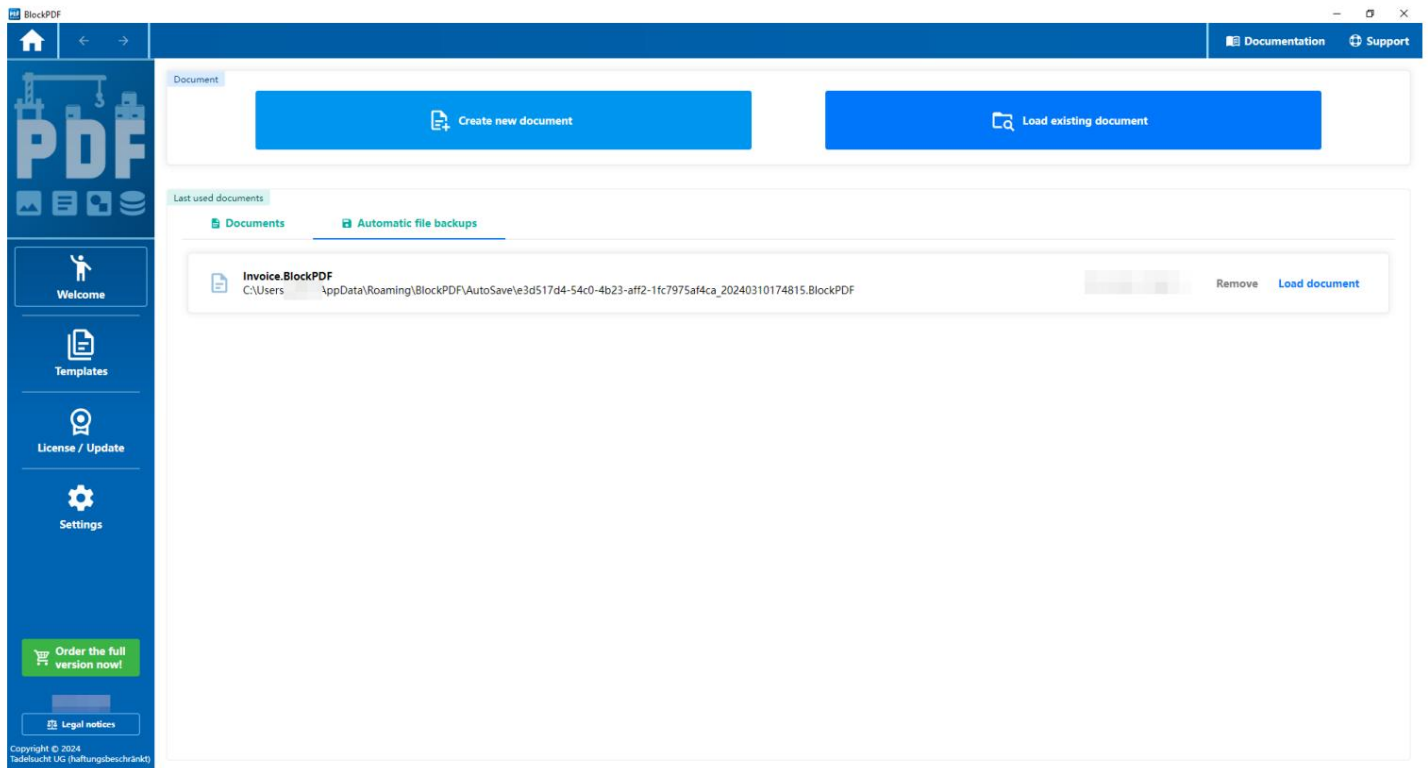 BlockPDF
Documentation
Support
PDF
Document
Create new document
Load existing document
Last used documents
Documents
Automatic file backups
Invoice.BlockPDF
C:\Users AppData\Roaming\BlockPDF\AutoSave\e3d517d4-54c0-4b23-aff2-1fc7975af4ca_20240310174815.BlockPDF
Remove
Load document
Welcome
Templates
License / Update
Settings
Order the full
version now!
Legal notices
Copyright © 2024
Tadelsucht UG (haftungsbeschränkt)